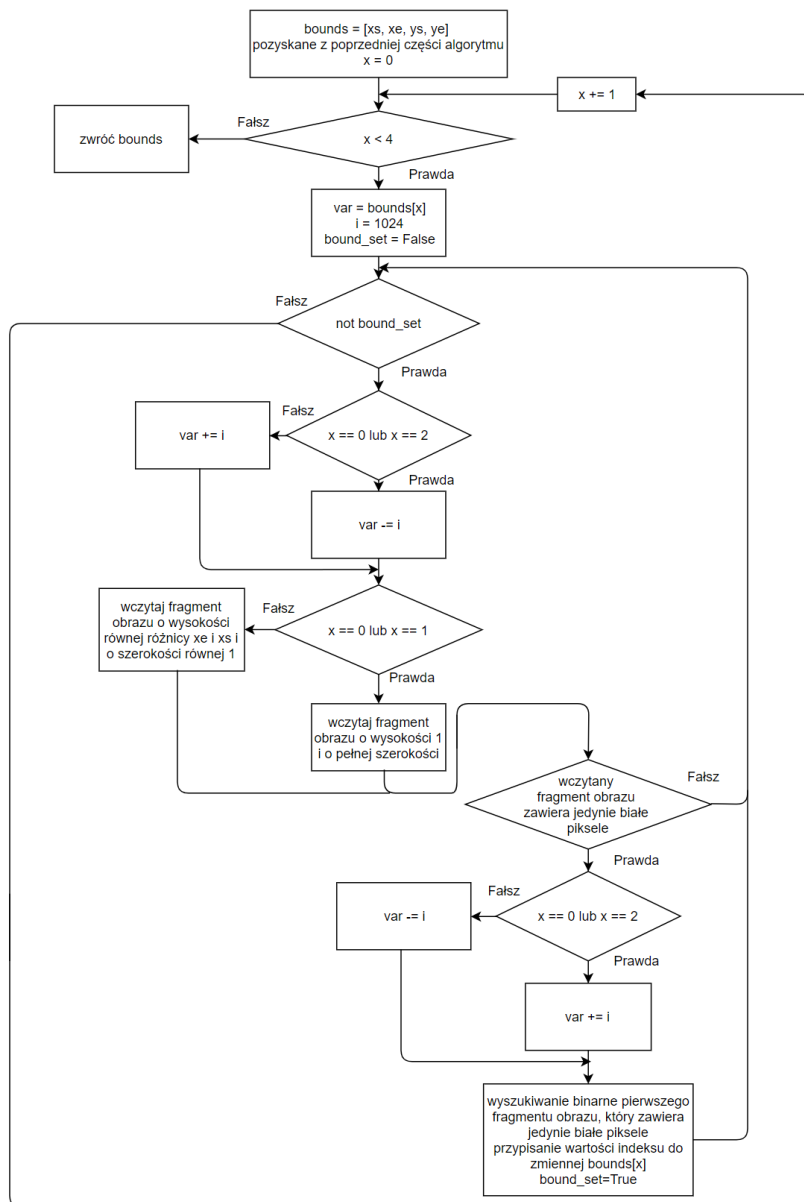 bounds = [xs, xe, ys, ye]
pozyskane z poprzedniej części algorytmu
x = 0
x += 1
Fałsz
zwróć bounds
x < 4
Prawda
var = bounds[x]
i = 1024
bound_set = False
Fałsz
not bound_set
Prawda
Fałsz
var += i
x == 0 lub x == 2
Prawda
var -= i
wczytaj fragment
obrazu o wysokości
równej różnicy xe i xs i
o szerokości równej 1
Fałsz
x == 0 lub x == 1
Prawda
wczytaj fragment
obrazu o wysokości 1
i o pełnej szerokości
wczytany
fragment obrazu
zawiera jedynie białe
piksele
Fałsz
Prawda
Fałsz
var -= i
x == 0 lub x == 2
Prawda
var += i
wyszukiwanie binarne pierwszego
fragmentu obrazu, który zawiera
jedynie białe piksele
przypisanie wartości indeksu do
zmiennej bounds[x]
bound_set=True